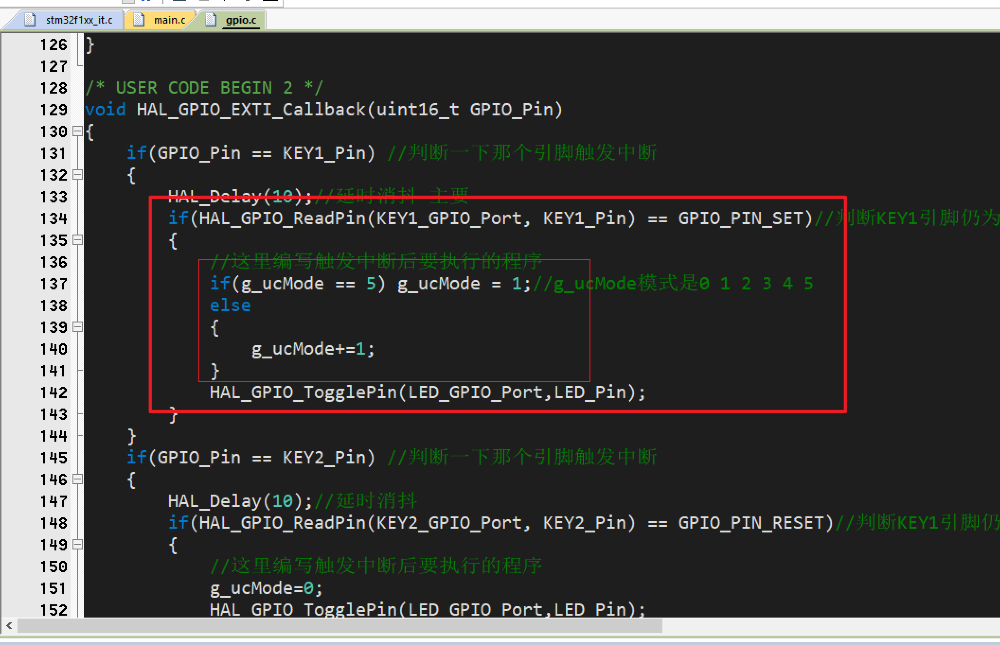 stm32f1xx_it.c main.c gpio.c
126 }
127
128 /* USER CODE BEGIN 2 */
129 void HAL_GPIO_EXTI_Callback(uint16_t GPIO_Pin)
130 {
131 if(GPIO_Pin == KEY1_Pin) //判断一下那个引脚触发中断
132 {
133 HAL_Delay(10);//延时消抖 主要
134 if(HAL_GPIO_ReadPin(KEY1_GPIO_Port, KEY1_Pin) == GPIO_PIN_SET)//判断KEY1引脚仍为
135 {
136 //这里编写触发中断后要执行的程序
137 if(g_ucMode == 5) g_ucMode = 1;//g_ucMode模式是0 1 2 3 4 5
138 else
139 {
140 g_ucMode+=1;
141 }
142 HAL_GPIO_TogglePin(LED_GPIO_Port,LED_Pin);
143 }
144 }
145 if(GPIO_Pin == KEY2_Pin) //判断一下那个引脚触发中断
146 {
147 HAL_Delay(10);//延时消抖
148 if(HAL_GPIO_ReadPin(KEY2_GPIO_Port, KEY2_Pin) == GPIO_PIN_RESET)//判断KEY1引脚仍
149 {
150 //这里编写触发中断后要执行的程序
151 g_ucMode=0;
152 HAL_GPIO_TogglePin(LED_GPIO_Port,LED_Pin);